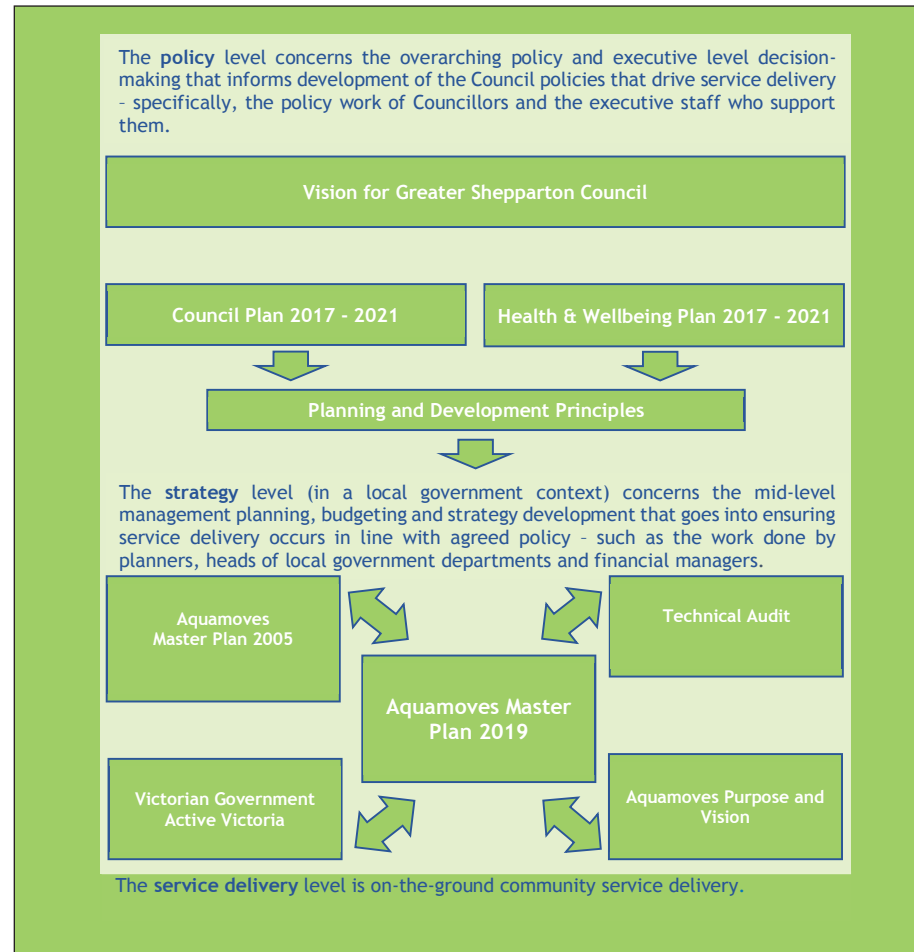 The policy level concerns the overarching policy and executive level decision-
making that informs development of the Council policies that drive service delivery
– specifically, the policy work of Councillors and the executive staff who support
them.
Vision for Greater Shepparton Council
Council Plan 2017 - 2021
Health & Wellbeing Plan 2017 - 2021
Planning and Development Principles
The strategy level (in a local government context) concerns the mid-level
management planning, budgeting and strategy development that goes into ensuring
service delivery occurs in line with agreed policy – such as the work done by
planners, heads of local government departments and financial managers.
Aquamoves
Master Plan 2005
Technical Audit
Aquamoves Master
Plan 2019
Victorian Government
Active Victoria
Aquamoves Purpose and
Vision
The service delivery level is on-the-ground community service delivery.